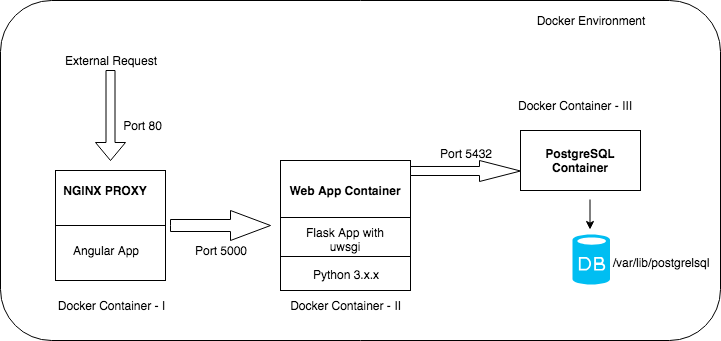 Docker Environment
External Request
Port 80
Docker Container - III
Port 5432
PostgreSQL
Container
NGINX PROXY
Angular App
Port 5000
Web App Container
Flask App with
uwsgi
Python 3.x.x
DB
/var/lib/postgrelsql
Docker Container - I
Docker Container - II